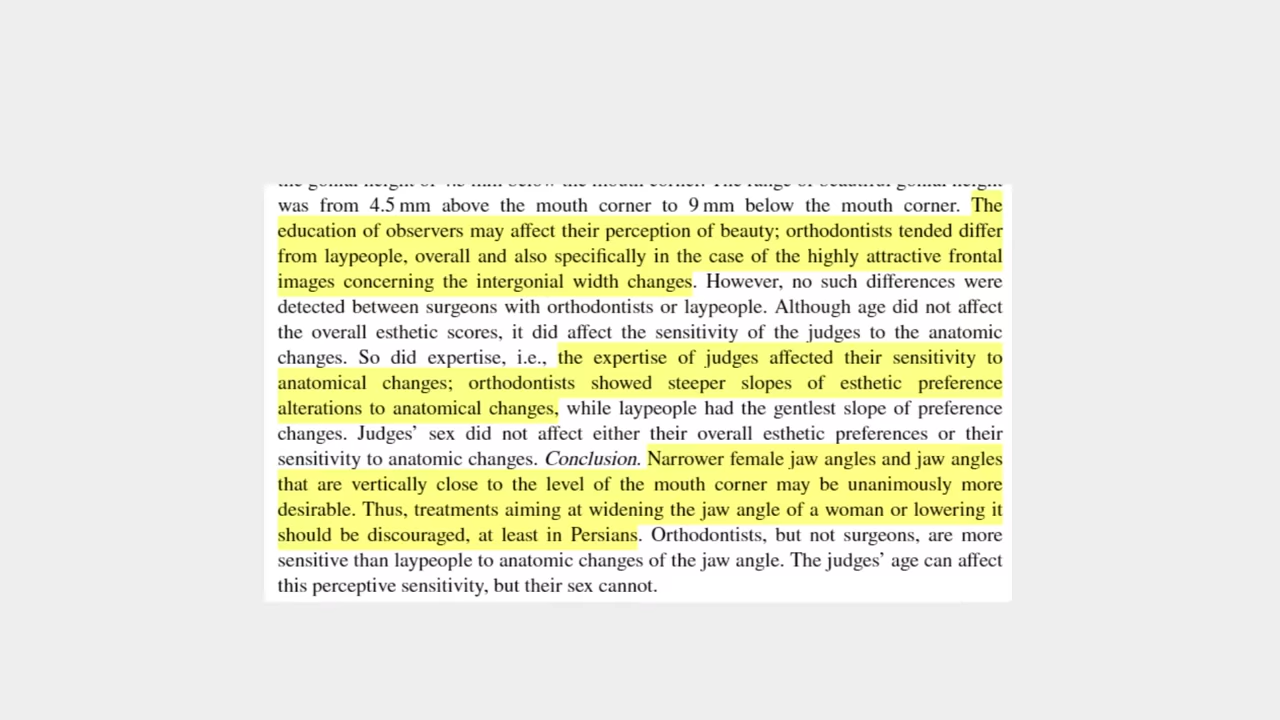 was from 4.5 mm above the mouth corner to 9 mm below the mouth corner. The
education of observers may affect their perception of beauty; orthodontists tended differ
from laypeople, overall and also specifically in the case of the highly attractive frontal
images concerning the intergonial width changes. However, no such differences were
detected between surgeons with orthodontists or laypeople. Although age did not affect
the overall esthetic scores, it did affect the sensitivity of the judges to the anatomic
changes. So did expertise, i.e., the expertise of judges affected their sensitivity to
anatomical changes; orthodontists showed steeper slopes of esthetic preference
alterations to anatomical changes, while laypeople had the gentlest slope of preference
changes. Judges’ sex did not affect either their overall esthetic preferences or their
sensitivity to anatomic changes. Conclusion. Narrower female jaw angles and jaw angles
that are vertically close to the level of the mouth corner may be unanimously more
desirable. Thus, treatments aiming at widening the jaw angle of a woman or lowering it
should be discouraged, at least in Persians. Orthodontists, but not surgeons, are more
sensitive than laypeople to anatomic changes of the jaw angle. The judges’ age can affect
this perceptive sensitivity, but their sex cannot.